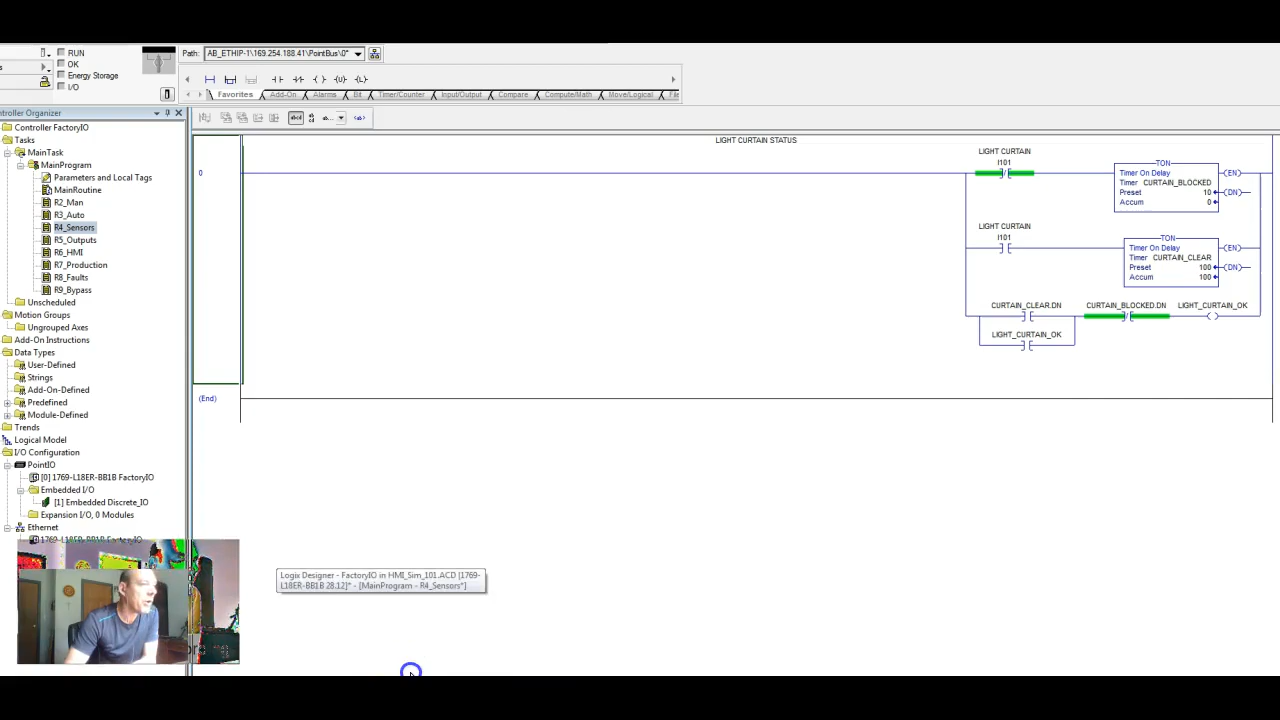 RUN
Path: AB_ETHIP-1\169.254.188.41\PointBus\0*
OK
Energy Storage
I/O
Favorites
Add-On
Alarms
Bit
Timer/Counter
Input/Output
Compare
Compute/Math
Move/Logical
ntroller Organizer
Controller FactoryIO
Tasks
MainTask
MainProgram
Parameters and Local Tags
MainRoutine
R2_Man
R3_Auto
R4_Sensors
R5_Outputs
R6_HMI
R7_Production
R8_Faults
R9_Bypass
Unscheduled
Motion Groups
Ungrouped Axes
Add-On Instructions
Data Types
User-Defined
Strings
Add-On-Defined
Predefined
Module-Defined
Trends
Logical Model
I/O Configuration
PointIO
[0] 1769-L18ER-BB1B FactoryIO
Embedded I/O
[1] Embedded Discrete_IO
Expansion I/O, 0 Modules
Ethernet
1769-L18ER-BB1B FactoryIO
LIGHT CURTAIN STATUS
0
LIGHT CURTAIN
I101
TON
Timer On Delay
Timer CURTAIN_BLOCKED
Preset 10
Accum 0
EN
DN
LIGHT CURTAIN
I101
TON
Timer On Delay
Timer CURTAIN_CLEAR
Preset 100
Accum 100
EN
DN
CURTAIN_CLEAR.DN
CURTAIN_BLOCKED.DN
LIGHT_CURTAIN_OK
LIGHT_CURTAIN_OK
(End)
Logix Designer - FactoryIO in HMI_Sim_101.ACD [1769-
L18ER-BB1B 28.12]* - [MainProgram - R4_Sensors*]